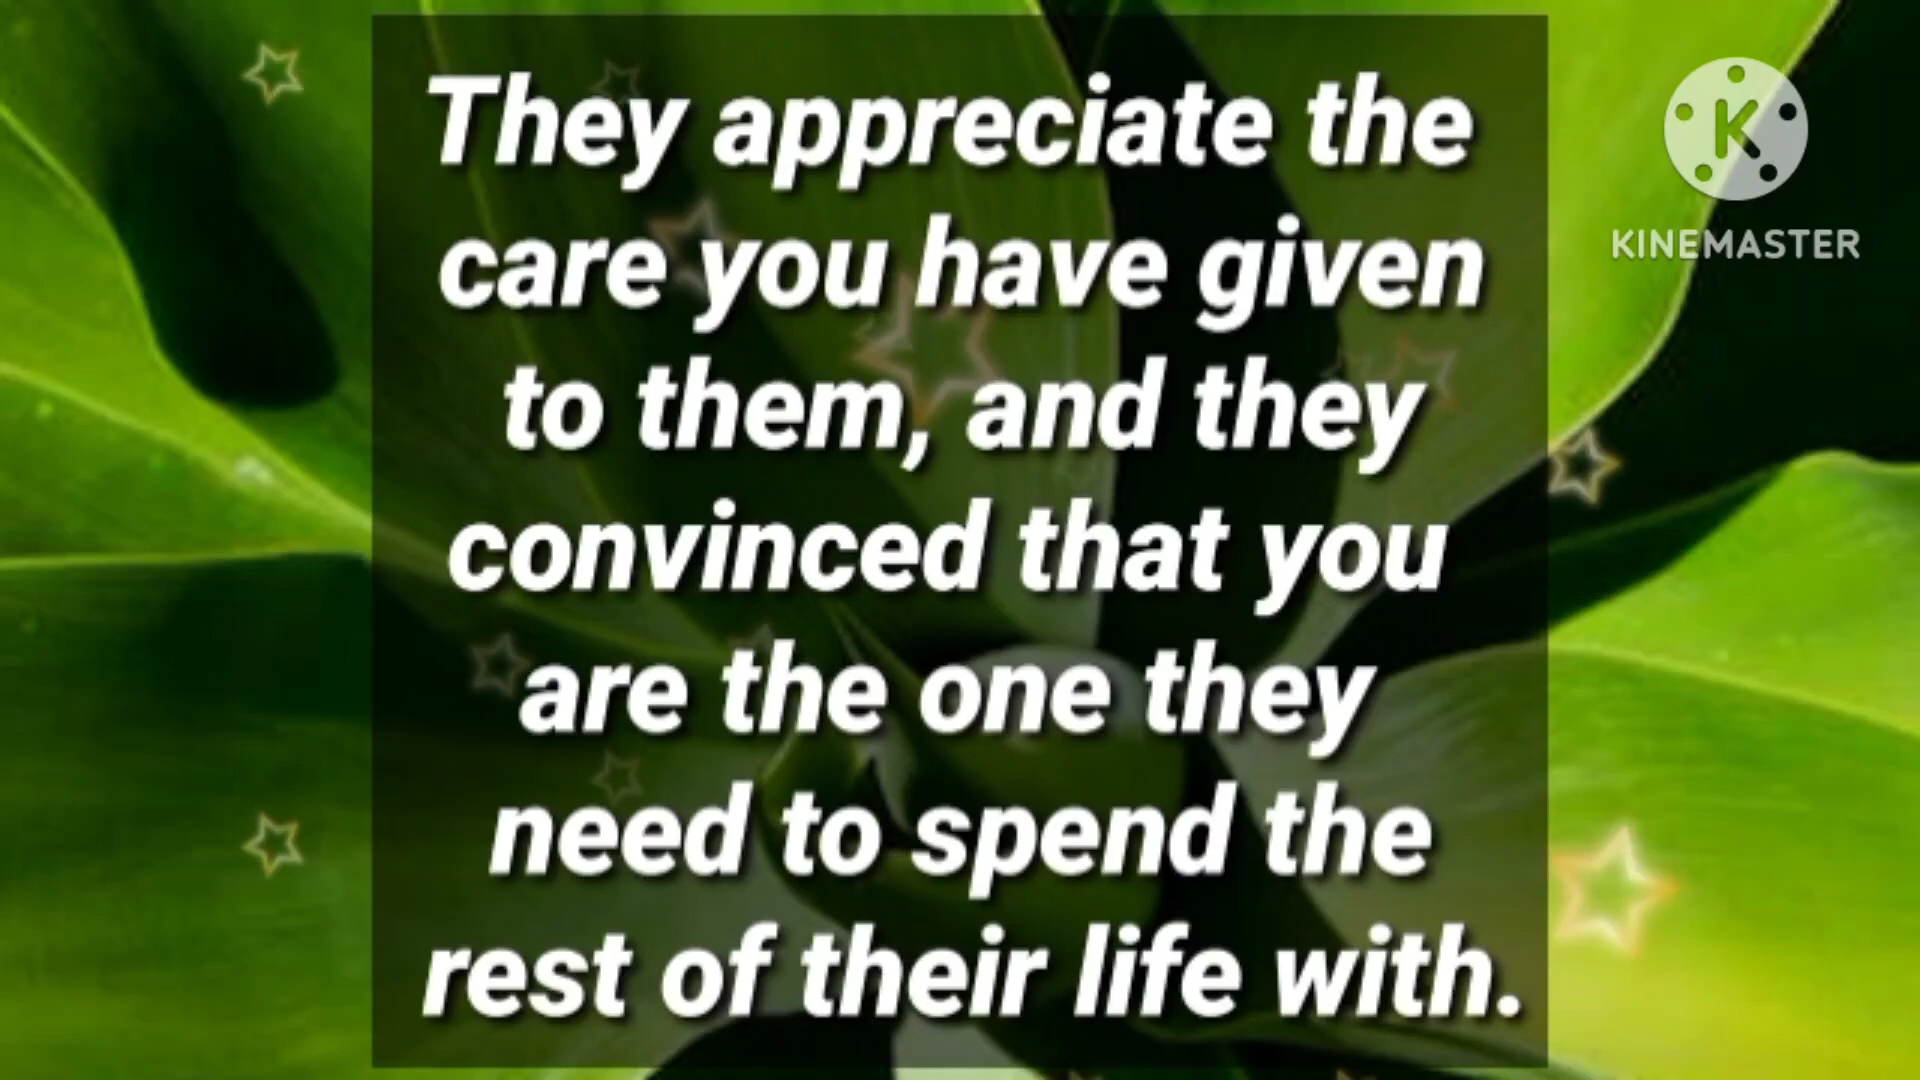 They appreciate the
care you have given
to them, and they
convinced that you
are the one they
need to spend the
rest of their life with.
K
KINEMASTER